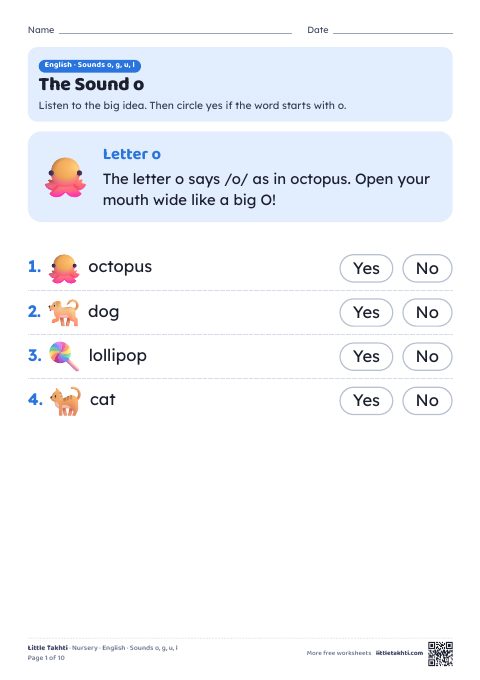 Name
Date
English · Sounds o, g, u, l
The Sound o
Listen to the big idea. Then circle yes if the word starts with o.
Letter o
The letter o says /o/ as in octopus. Open your
mouth wide like a big O!
1. octopus Yes No
2. dog Yes No
3. lollipop Yes No
4. cat Yes No
Little Takhti · Nursery · English · Sounds o, g, u, l
Page 1 of 10
More free worksheets littletakhti.com